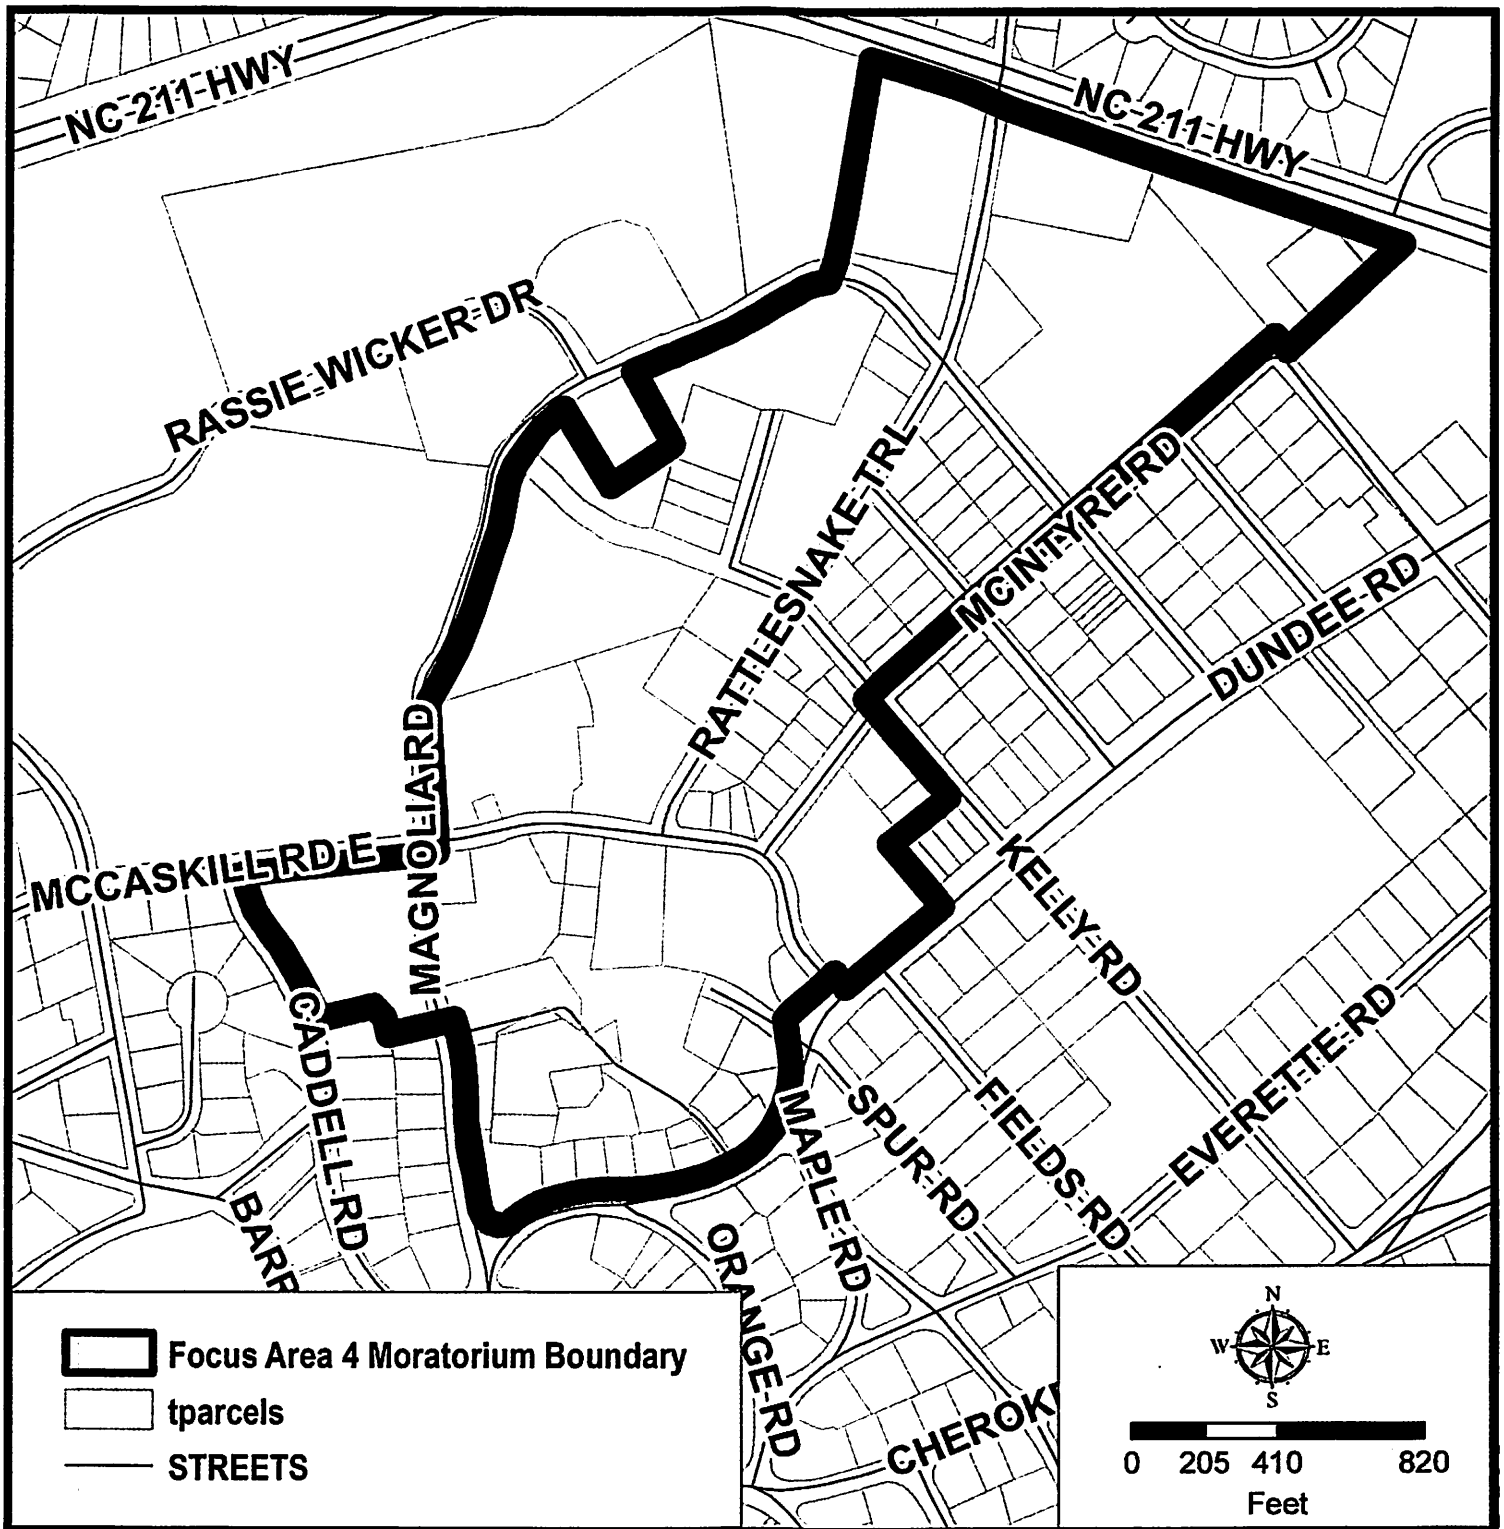 NC 211 HWY
NC 211 HWY
RASSIE WICKER DR
RATTLESNAKE TRL
MCINTYRE RD
DUNDEE RD
MAGNOLIA RD
MCCASKILL RD E
KELLY RD
CADDELL RD
EVERETTE RD
FIELDS RD
SPUR RD
MAPLE RD
BARR
ORANGE RD
CHEROKE
Focus Area 4 Moratorium Boundary
tparcels
STREETS
N
W E
S
0 205 410 820
Feet